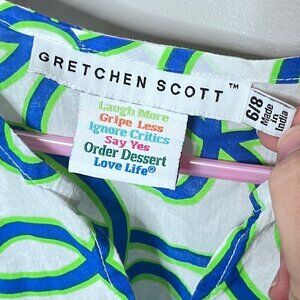 GRETCHEN SCOTT™
Laugh More
Gripe Less
Ignore Critics
Say Yes
Order Dessert
Love Life®
6/8
Made in
India